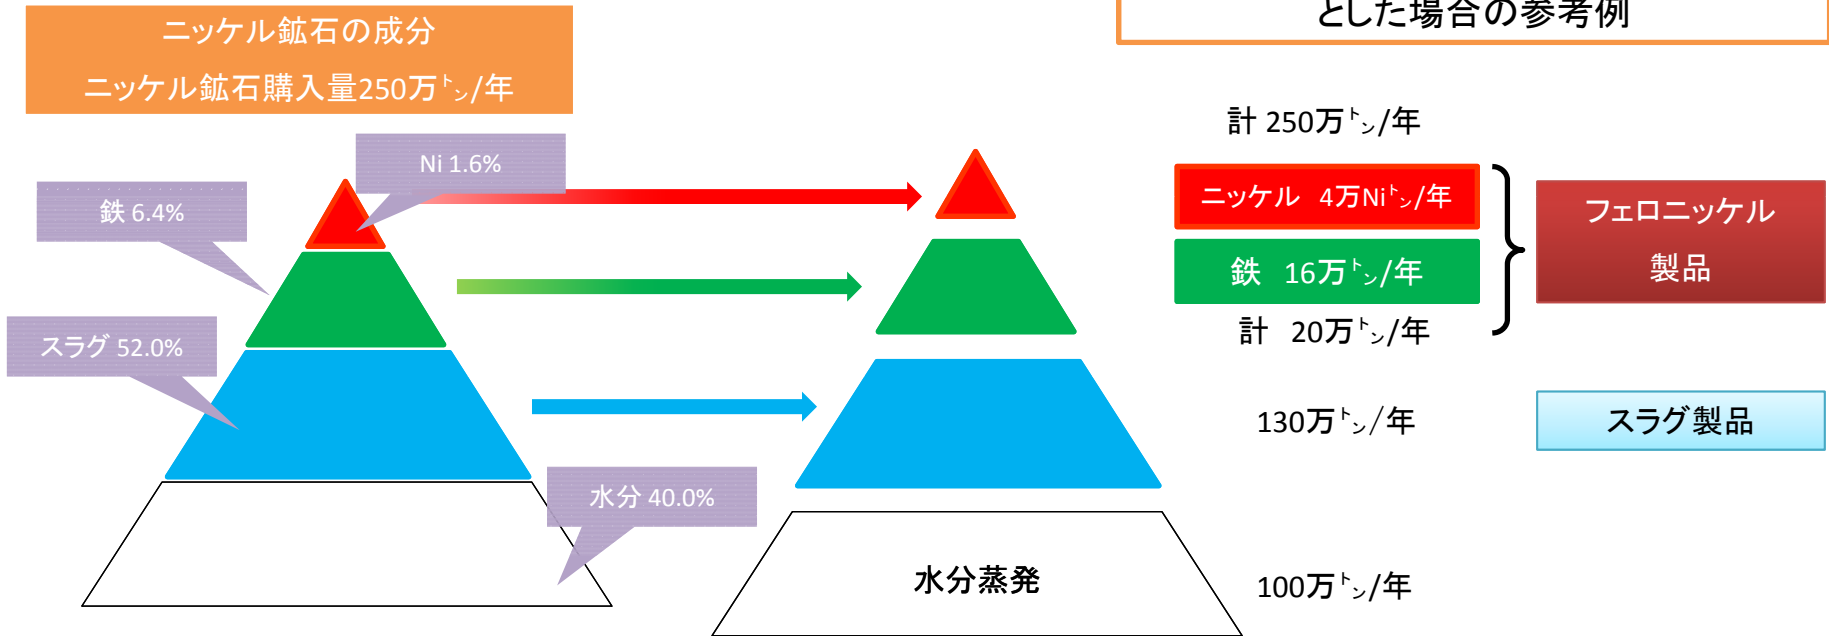 ニッケル鉱石の成分
ニッケル鉱石購入量250万㌧/年
とした場合の参考例
計 250万㌧/年
Ni 1.6%
鉄 6.4%
スラグ 52.0%
水分 40.0%
ニッケル 4万Ni㌧/年
鉄 16万㌧/年
計 20万㌧/年
フェロニッケル
製品
130万㌧/年
スラグ製品
水分蒸発
100万㌧/年